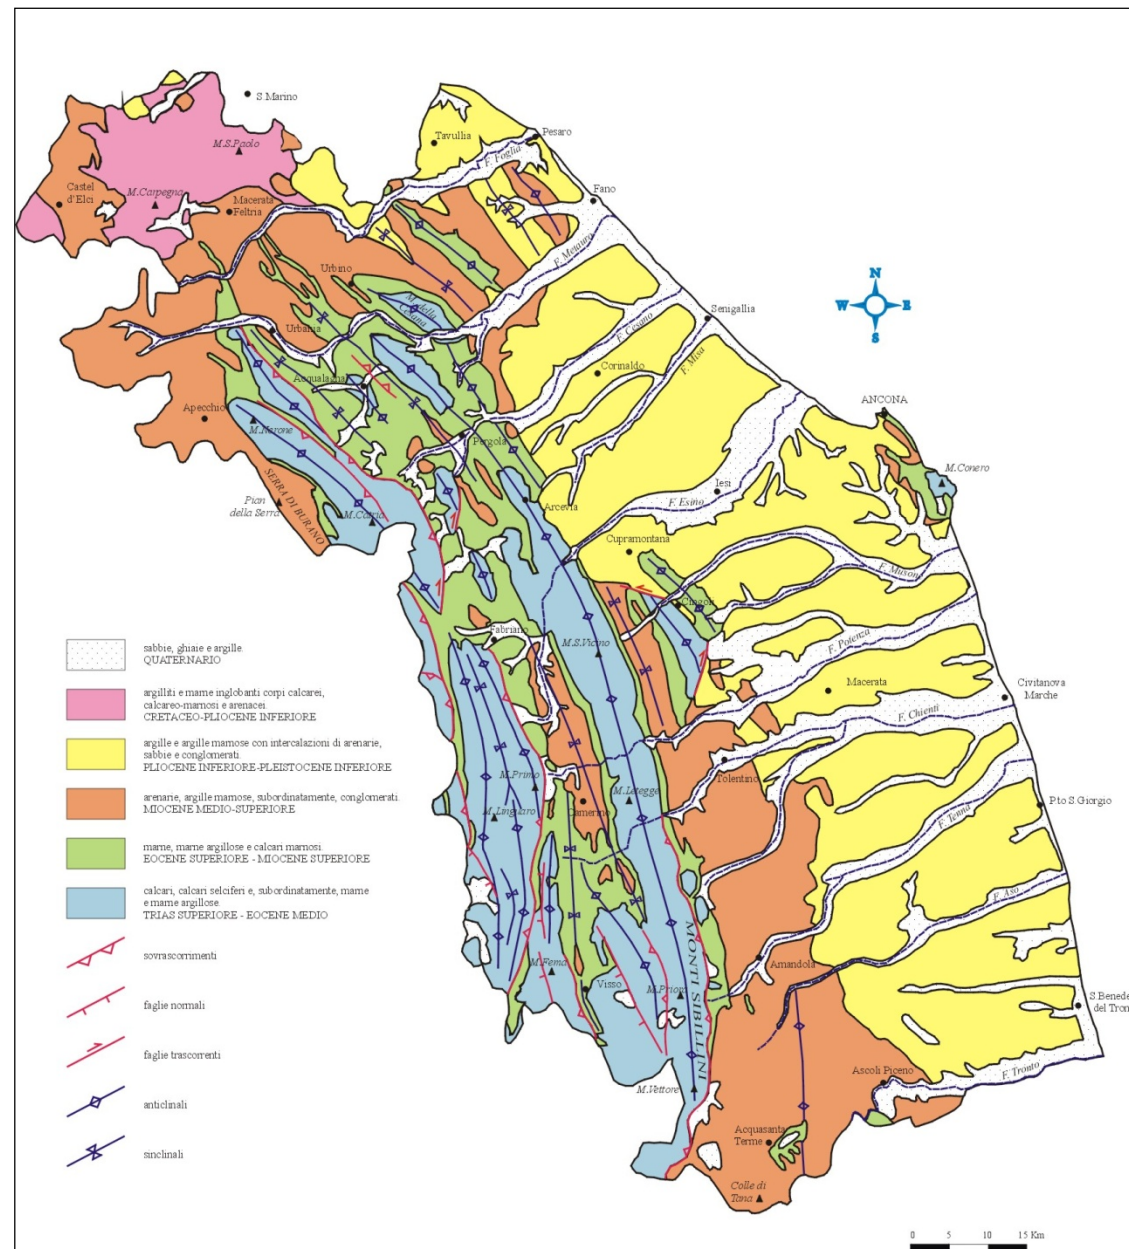 S.Marino
M.S.Paolo
Castel
d'Elci
M.Carpegna
Macerata
Feltria
Tavullia
Pesaro
F. Foglia
Fano
F. Metauro
Urbino
M. della
Cesana
Urbania
Acqualagna
Senigallia
F. Cesano
F. Misa
Corinaldo
Apecchio
M.Nerone
Pergola
SERRA DI BURANO
Pian
della Serra
M.Catria
Arcevia
ANCONA
M.Conero
Iesi
F. Esino
Cupramontana
F. Musone
Cingoli
Fabriano
M.S.Vicino
F. Potenza
Macerata
Civitanova
Marche
F. Chienti
Tolentino
M.Primo
M.Letegge
M.Linguaro
Camerino
P.to S.Giorgio
F. Tenna
F. Aso
Amandola
M.Fema
Visso
M.Priora
MONTI SIBILLINI
S.Benede
del Tron
M.Vettore
Ascoli Piceno
F. Tronto
Acquasanta
Terme
Colle di
Tana
N
W
E
S
sabbie, ghiaie e argille.
QUATERNARIO
argilliti e marne inglobanti corpi calcarei,
calcareo-marnosi e arenacei.
CRETACEO-PLIOCENE INFERIORE
argille e argille marnose con intercalazioni di arenarie,
sabbie e conglomerati.
PLIOCENE INFERIORE-PLEISTOCENE INFERIORE
arenarie, argille marnose, subordinatamente, conglomerati.
MIOCENE MEDIO-SUPERIORE
marne, marne argillose e calcari marnosi.
EOCENE SUPERIORE - MIOCENE SUPERIORE
calcari, calcari selciferi e, subordinatamente, marne
e marne argillose.
TRIAS SUPERIORE - EOCENE MEDIO
sovrascorrimenti
faglie normali
faglie trascorrenti
anticlinali
sinclinali
0 5 10 15 Km